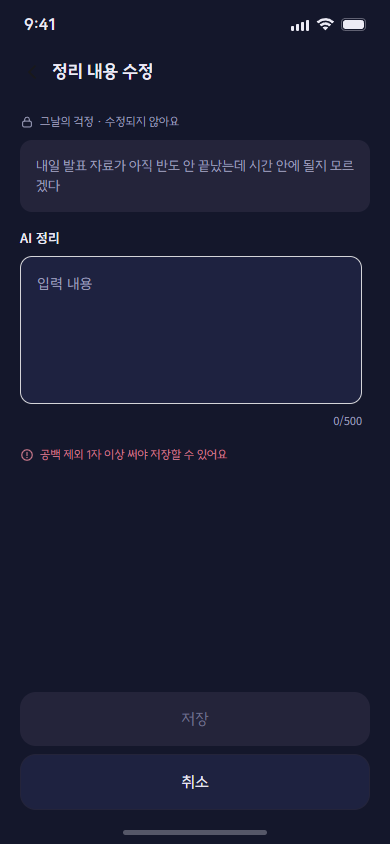 9:41
정리 내용 수정
그날의 걱정 · 수정되지 않아요
내일 발표 자료가 아직 반도 안 끝났는데 시간 안에 될지 모르
겠다
AI 정리
입력 내용
0/500
공백 제외 1자 이상 써야 저장할 수 있어요
저장
취소